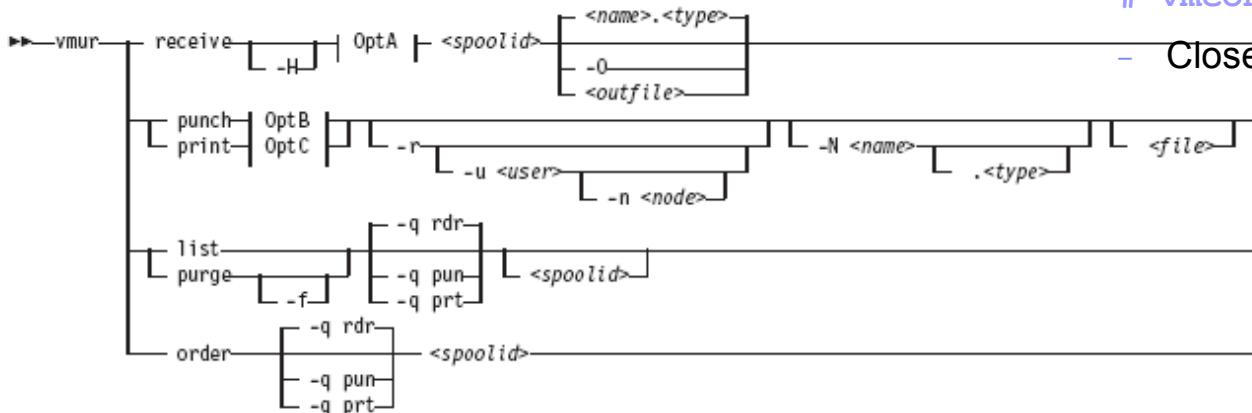 <name>.<type>
# vmcor
vmur receive -H OptA <spoolid> -O
Close
<outfile>
punch OptB -r -N <name> <file>
print OptC -u <user> .<type>
-n <node>
list -q rdr
purge -f -q pun <spoolid>
-q prt
-q rdr
order <spoolid>
-q pun
-q prt